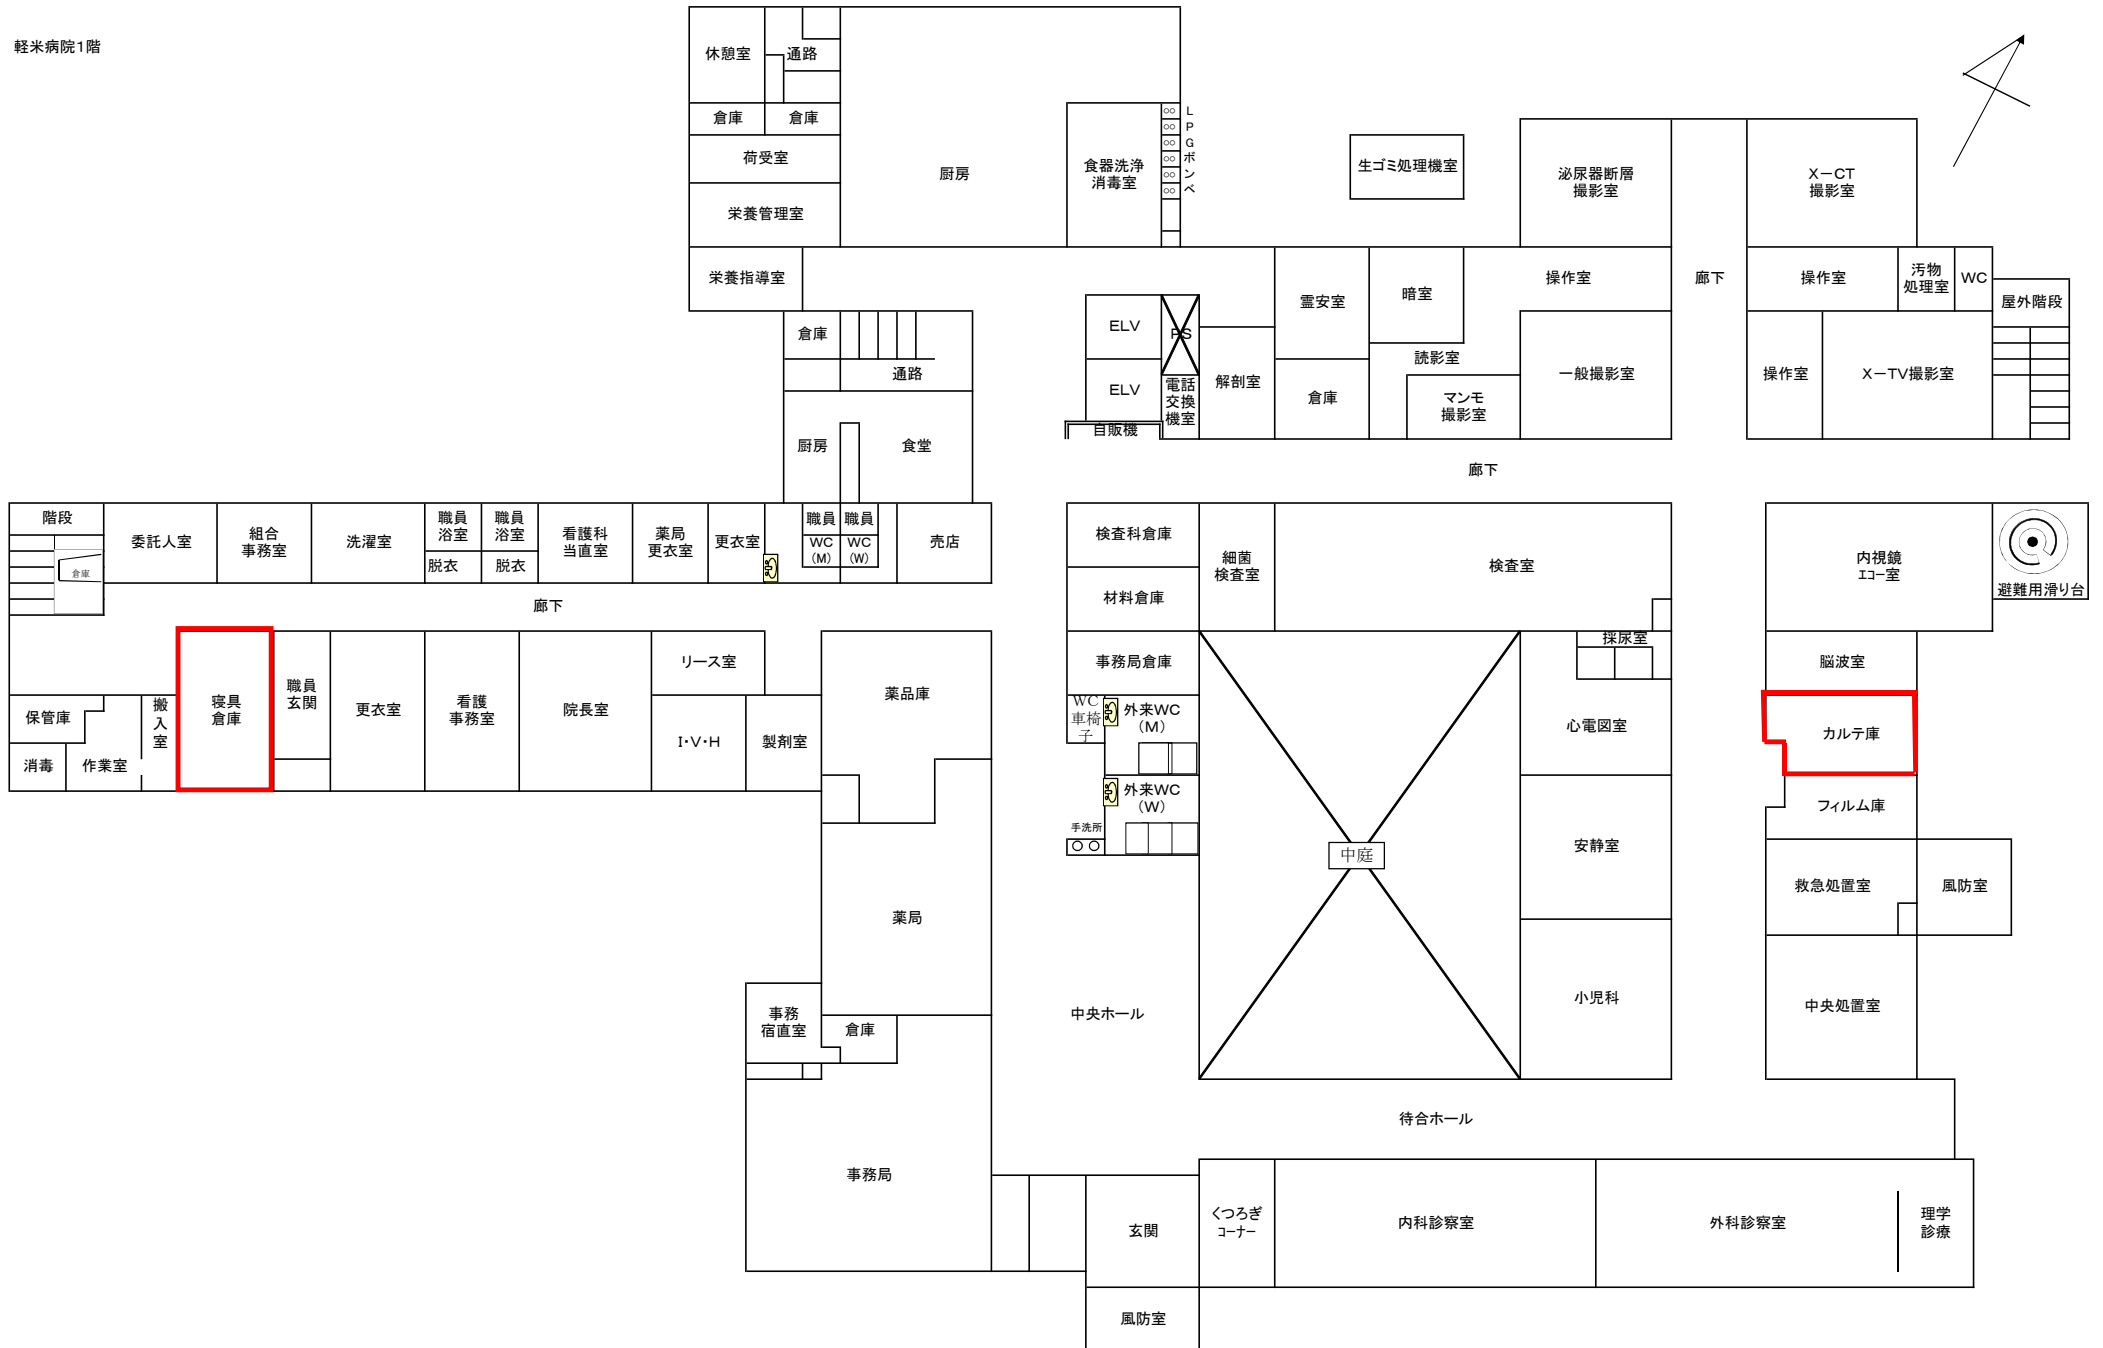 軽米病院1階
休憩室
通路
倉庫
倉庫
荷受室
厨房
栄養管理室
食器洗浄
消毒室
LPGボンベ
生ゴミ処理機室
泌尿器断層
撮影室
X－CT
撮影室
栄養指導室
操作室
廊下
操作室
汚物
処理室
WC
屋外階段
倉庫
通路
ELV
ELV
PS
電話
交換
機室
自販機
霊安室
暗室
解剖室
倉庫
読影室
マンモ
撮影室
一般撮影室
操作室
X－TV撮影室
厨房
食堂
廊下
階段
倉庫
委託人室
組合
事務室
洗濯室
職員
浴室
職員
浴室
脱衣
脱衣
看護科
当直室
薬局
更衣室
更衣室
職員
WC
(M)
職員
WC
(W)
売店
検査科倉庫
材料倉庫
細菌
検査室
検査室
内視鏡
エコー室
避難用滑り台
廊下
寝具
倉庫
職員
玄関
更衣室
看護
事務室
院長室
リース室
I・V・H
製剤室
薬品庫
保管庫
消毒
作業室
搬
入
室
事務局倉庫
WC
車椅
子
外来WC
(M)
外来WC
(W)
手洗所
採尿室
心電図室
脳波室
カルテ庫
フィルム庫
中庭
安静室
救急処置室
風防室
薬局
小児科
中央処置室
事務
宿直室
倉庫
中央ホール
待合ホール
事務局
玄関
くつろぎ
コーナー
内科診察室
外科診察室
理学
診療
風防室